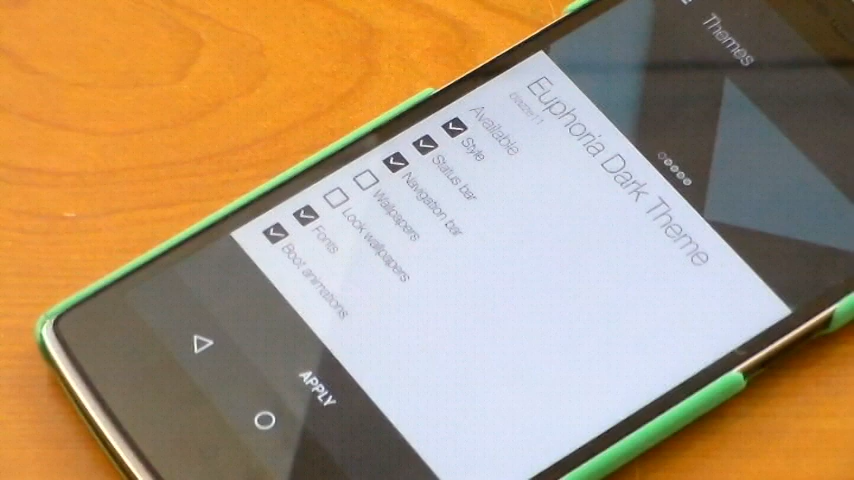 Themes
Euphoria Dark Theme
Available
Style
Status bar
Navigation bar
Wallpapers
Lock wallpapers
Fonts
Boot animations
APPLY